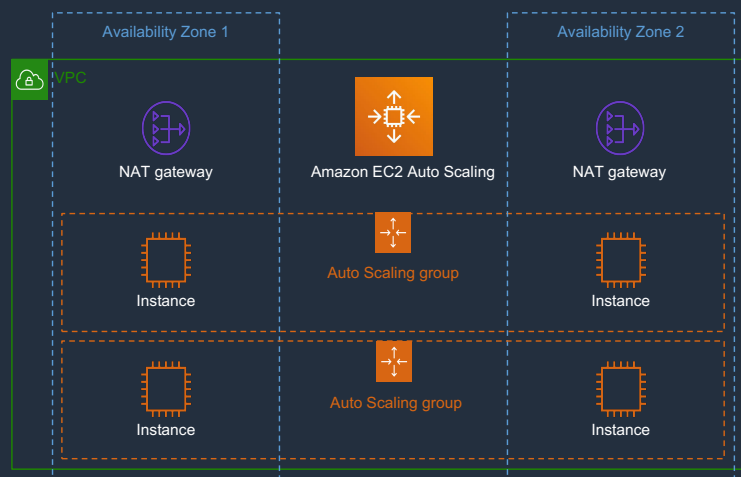 Availability Zone 1
Availability Zone 2
VPC
NAT gateway
Amazon EC2 Auto Scaling
NAT gateway
Auto Scaling group
Instance
Instance
Auto Scaling group
Instance
Instance